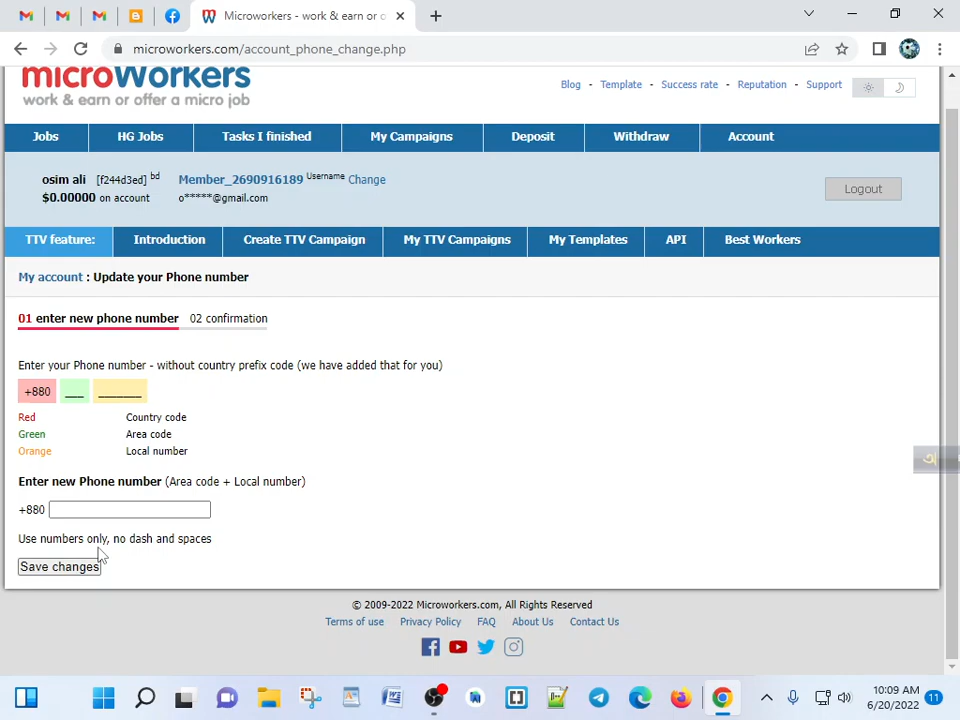 Microworkers - work & earn or o
microworkers.com/account_phone_change.php
microWorkers
work & earn or offer a micro job
Blog - Template - Success rate - Reputation - Support
Jobs HG Jobs Tasks I finished My Campaigns Deposit Withdraw Account
osim ali [f244d3ed] bd Member_2690916189 Username Change
$0.00000 on account o*****@gmail.com
Logout
TTV feature: Introduction Create TTV Campaign My TTV Campaigns My Templates API Best Workers
My account : Update your Phone number
01 enter new phone number 02 confirmation
Enter your Phone number - without country prefix code (we have added that for you)
+880 ___ _______
Red Country code
Green Area code
Orange Local number
Enter new Phone number (Area code + Local number)
+880
Use numbers only, no dash and spaces
Save changes
অ
© 2009-2022 Microworkers.com, All Rights Reserved
Terms of use Privacy Policy FAQ About Us Contact Us
10:09 AM
6/20/2022
11